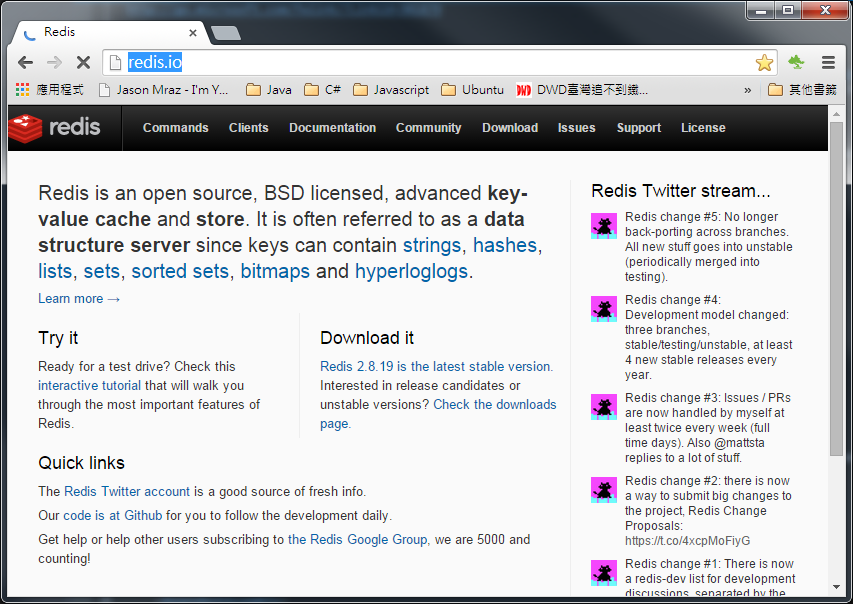 Redis
redis.io
應用程式 Jason Mraz - I'm Y... Java C# Javascript Ubuntu DWD DWD臺灣追不到鐵... » 其他書籤
redis Commands Clients Documentation Community Download Issues Support License
Redis is an open source, BSD licensed, advanced key-
value cache and store. It is often referred to as a data
structure server since keys can contain strings, hashes,
lists, sets, sorted sets, bitmaps and hyperloglogs.
Learn more →
Try it
Ready for a test drive? Check this
interactive tutorial that will walk you
through the most important features of
Redis.
Download it
Redis 2.8.19 is the latest stable version.
Interested in release candidates or
unstable versions? Check the downloads
page.
Quick links
The Redis Twitter account is a good source of fresh info.
Our code is at Github for you to follow the development daily.
Get help or help other users subscribing to the Redis Google Group, we are 5000 and
counting!
Redis Twitter stream...
Redis change #5: No longer
back-porting across branches.
All new stuff goes into unstable
(periodically merged into
testing).
Redis change #4:
Development model changed:
three branches,
stable/testing/unstable, at least
4 new stable releases every
year.
Redis change #3: Issues / PRs
are now handled by myself at
least twice every week (full
time days). Also @mattsta
replies to a lot of stuff.
Redis change #2: there is now
a way to submit big changes to
the project, Redis Change
Proposals:
https://t.co/4xcpMoFiyG
Redis change #1: There is now
a redis-dev list for development
discussions, separated by the